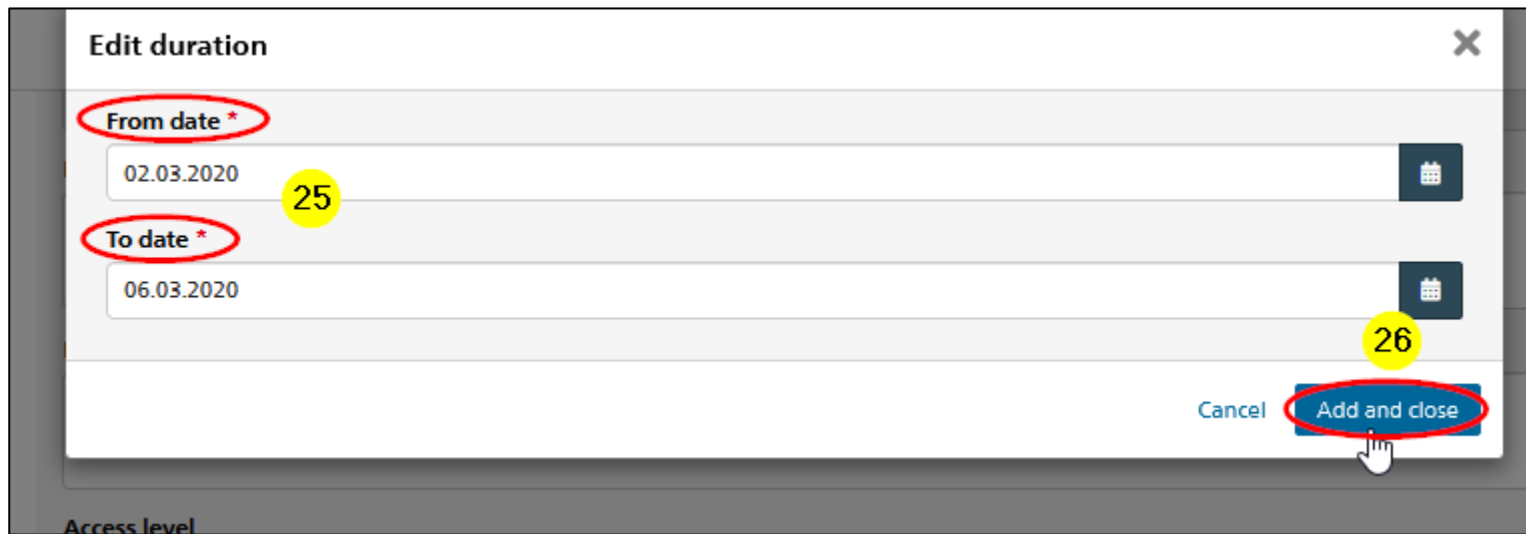 Edit duration
From date *
02.03.2020
25
To date *
06.03.2020
26
Cancel
Add and close
Access level